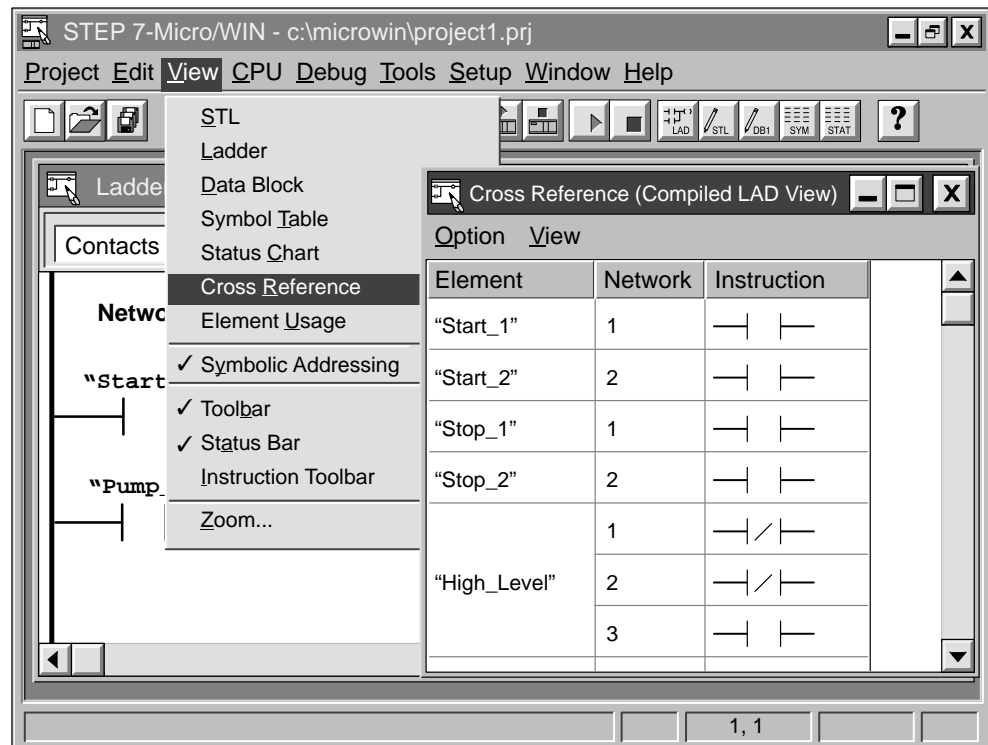 STEP 7-Micro/WIN - c:\microwin\project1.prj
Project Edit View CPU Debug Tools Setup Window Help
LAD STL DB1 SYM STAT ?
STL
Ladder
Data Block
Symbol Table
Status Chart
Cross Reference
Element Usage
✓ Symbolic Addressing
✓ Toolbar
✓ Status Bar
Instruction Toolbar
Zoom...
Ladde
Contacts
Netwo
“Start
“Pump_
Cross Reference (Compiled LAD View)
Option View
Element Network Instruction
“Start_1” 1
“Start_2” 2
“Stop_1” 1
“Stop_2” 2
“High_Level” 1
2
3
1, 1